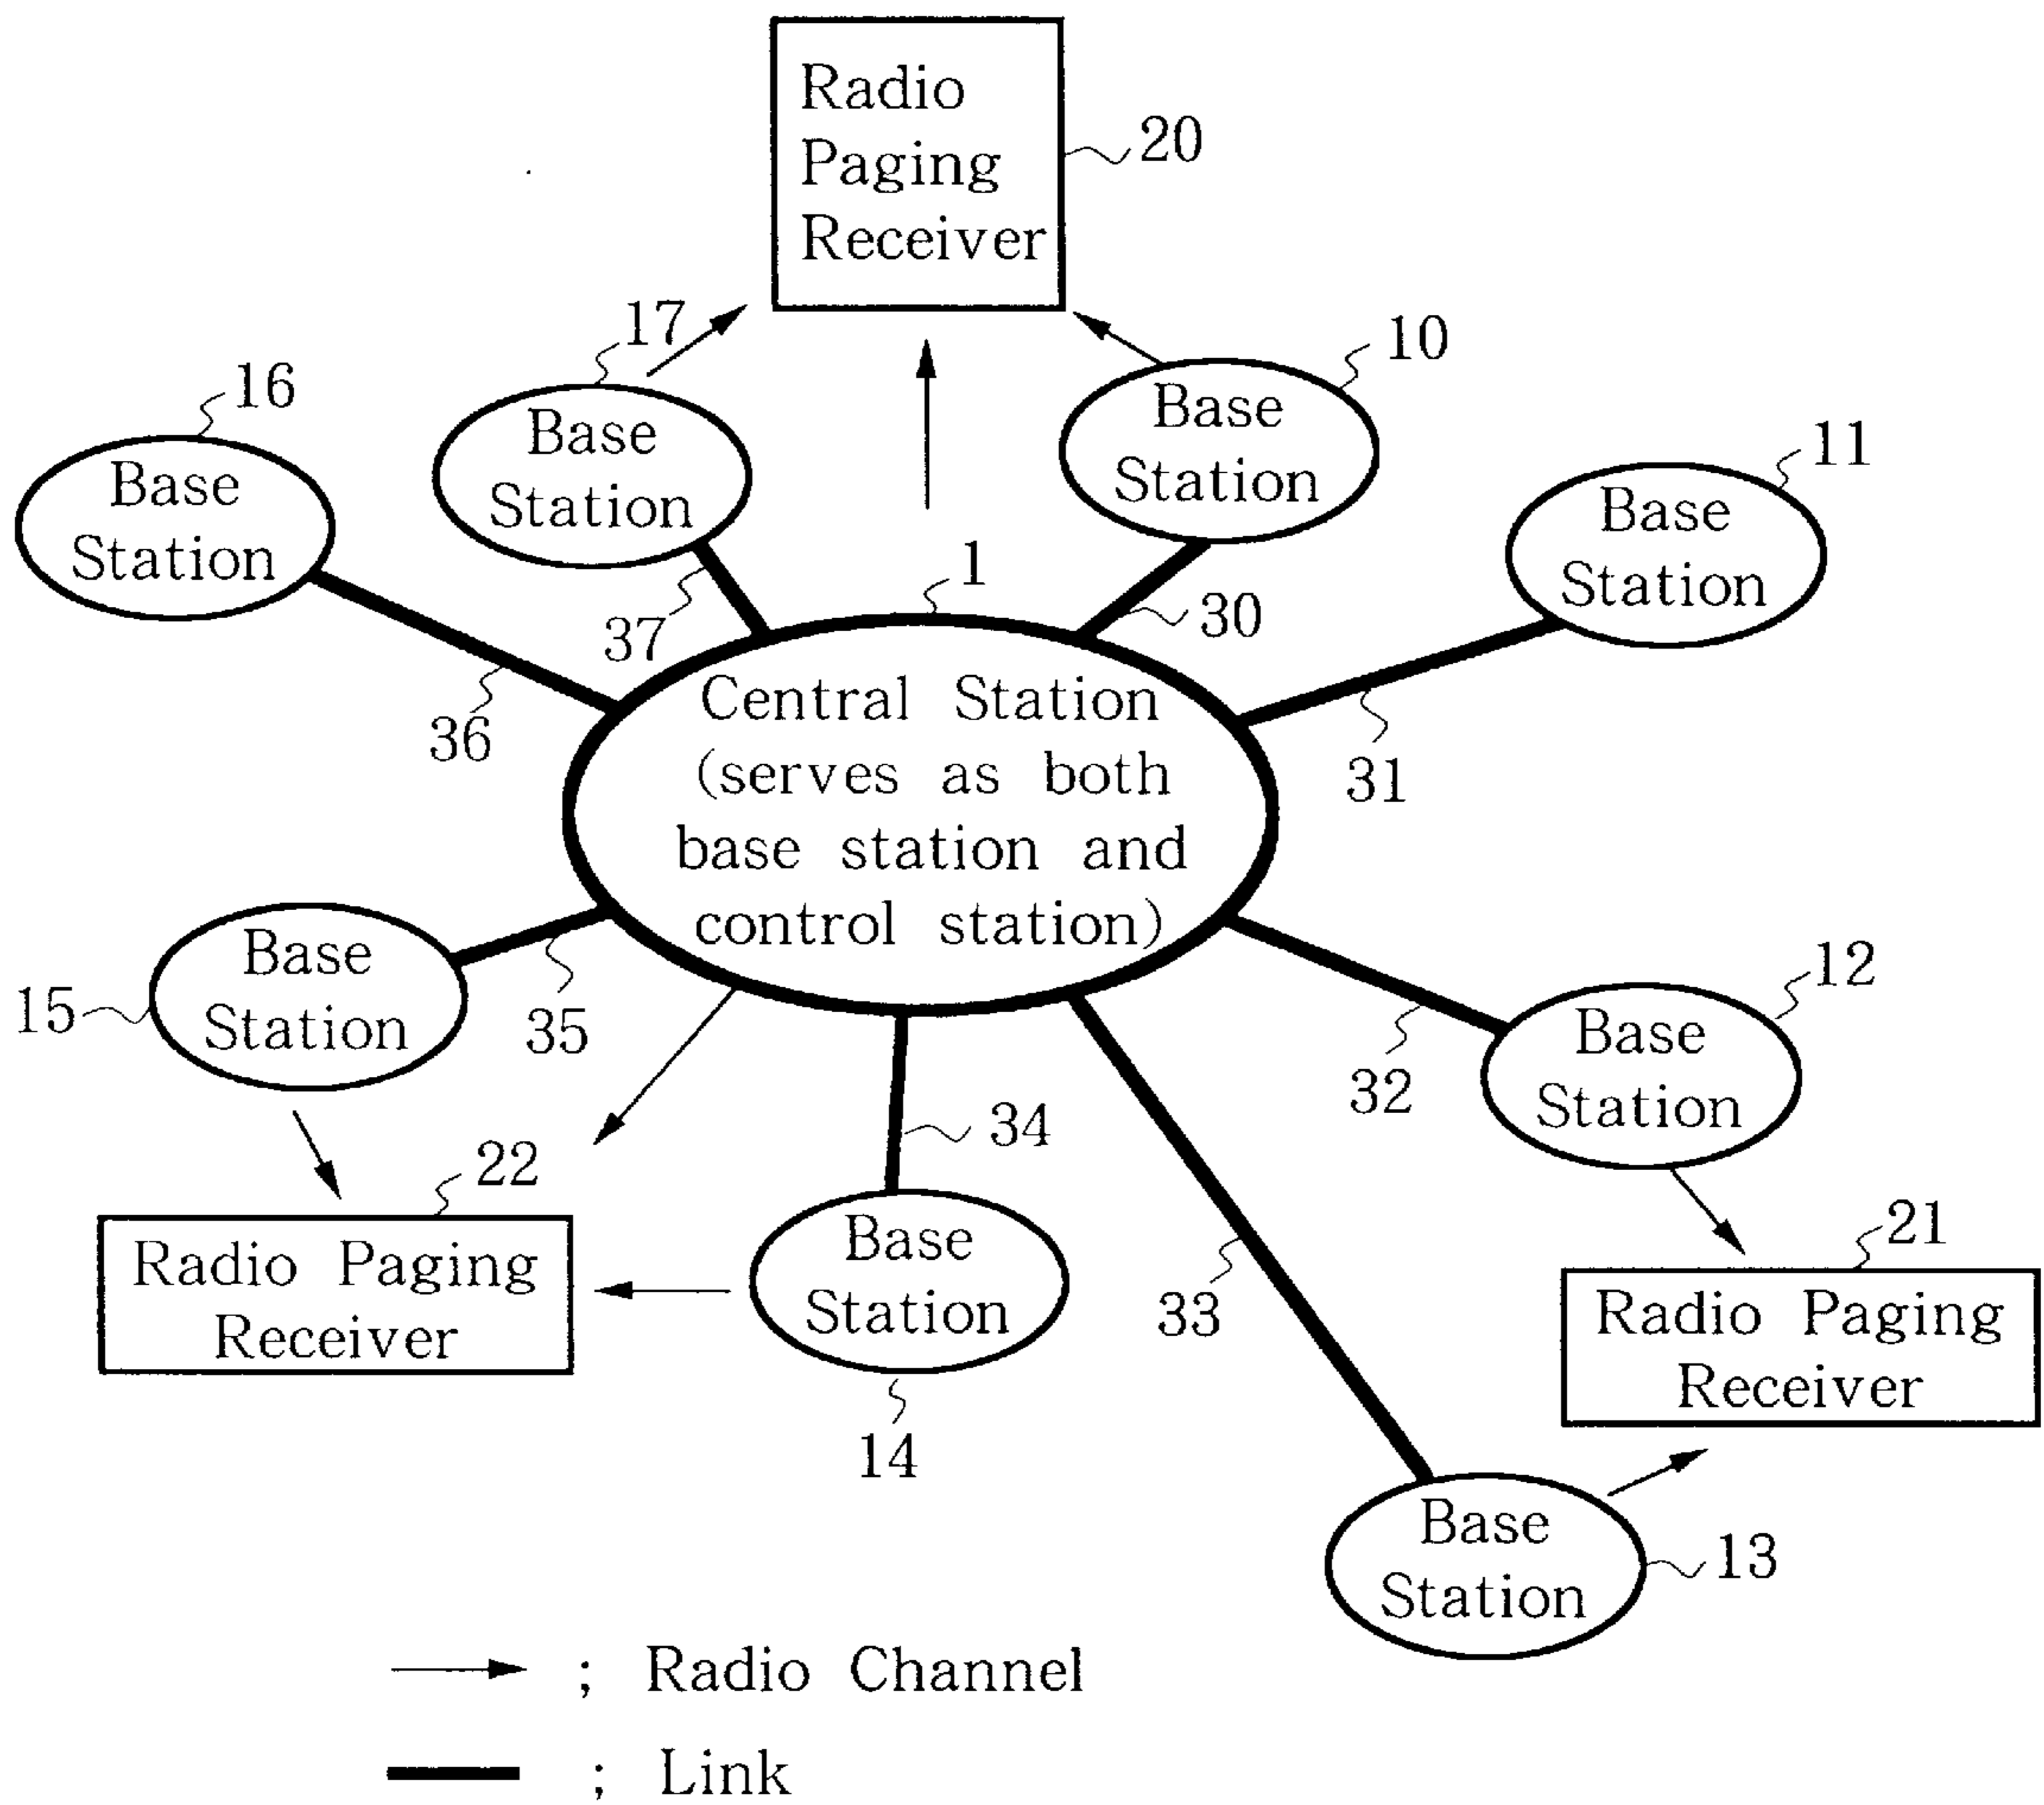 Radio
Paging
Receiver
20
17
10
16
11
Base
Station
Base
Station
Base
Station
Base
Station
1
30
37
36
31
Central Station
(serves as both
base station and
control station)
12
15
Base
Station
35
32
Base
Station
34
22
21
33
Radio Paging
Receiver
Base
Station
Radio Paging
Receiver
14
Base
Station
13
; Radio Channel
; Link